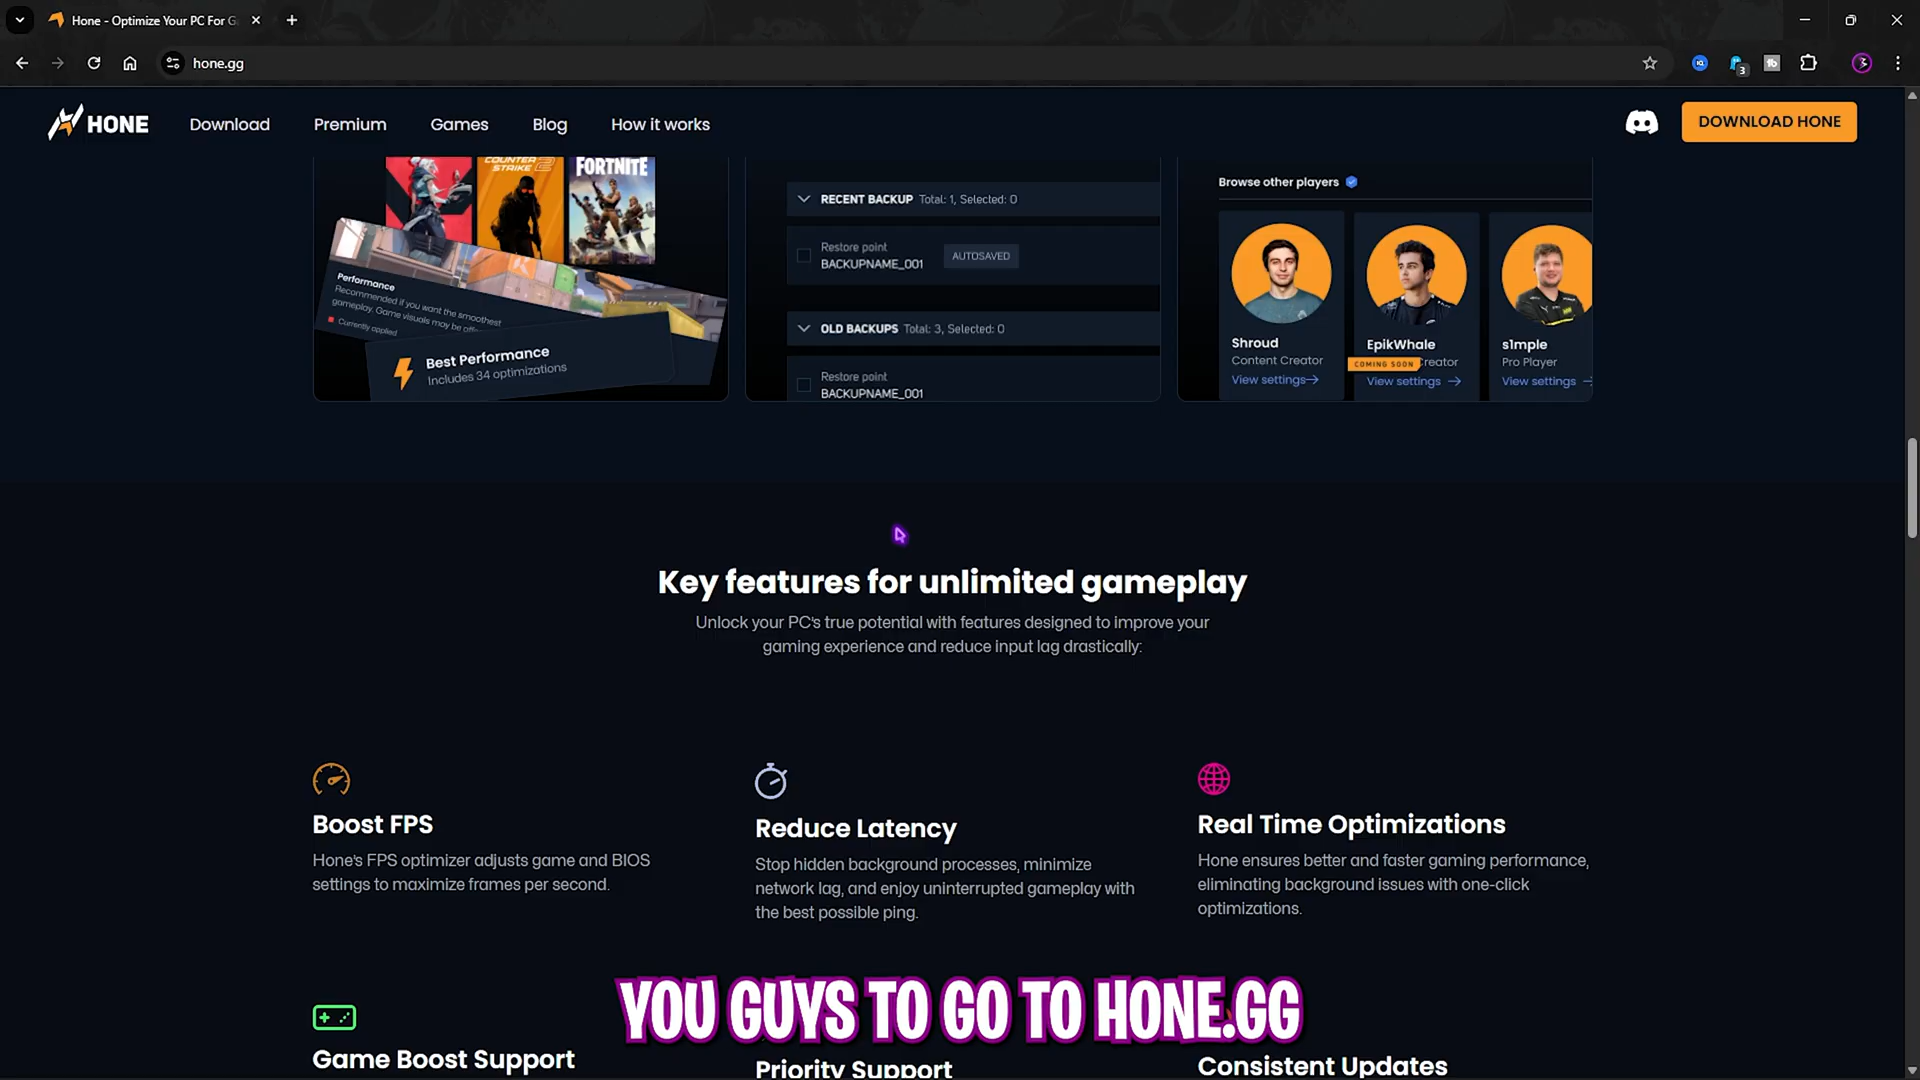 Hone - Optimize Your PC For G
hone.gg
3
HONE
Download
Premium
Games
Blog
How it works
DOWNLOAD HONE
COUNTER
STRIKE 2
FORTNITE
Performance
Recommended if you want the smoothest
gameplay. Game visuals may be
Currently applied
Best Performance
Includes 34 optimizations
RECENT BACKUP Total: 1, Selected: 0
Restore point
BACKUPNAME_001
AUTOSAVED
OLD BACKUPS Total: 3, Selected: 0
Restore point
BACKUPNAME_001
Browse other players
Shroud
Content Creator
View settings→
EpikWhale
COMING SOON
Creator
View settings →
s1mple
Pro Player
View settings
Key features for unlimited gameplay
Unlock your PC's true potential with features designed to improve your
gaming experience and reduce input lag drastically:
Boost FPS
Hone's FPS optimizer adjusts game and BIOS
settings to maximize frames per second.
Reduce Latency
Stop hidden background processes, minimize
network lag, and enjoy uninterrupted gameplay with
the best possible ping.
Real Time Optimizations
Hone ensures better and faster gaming performance,
eliminating background issues with one-click
optimizations.
YOU GUYS TO GO TO HONE.GG
Game Boost Support
Priority Support
Consistent Updates